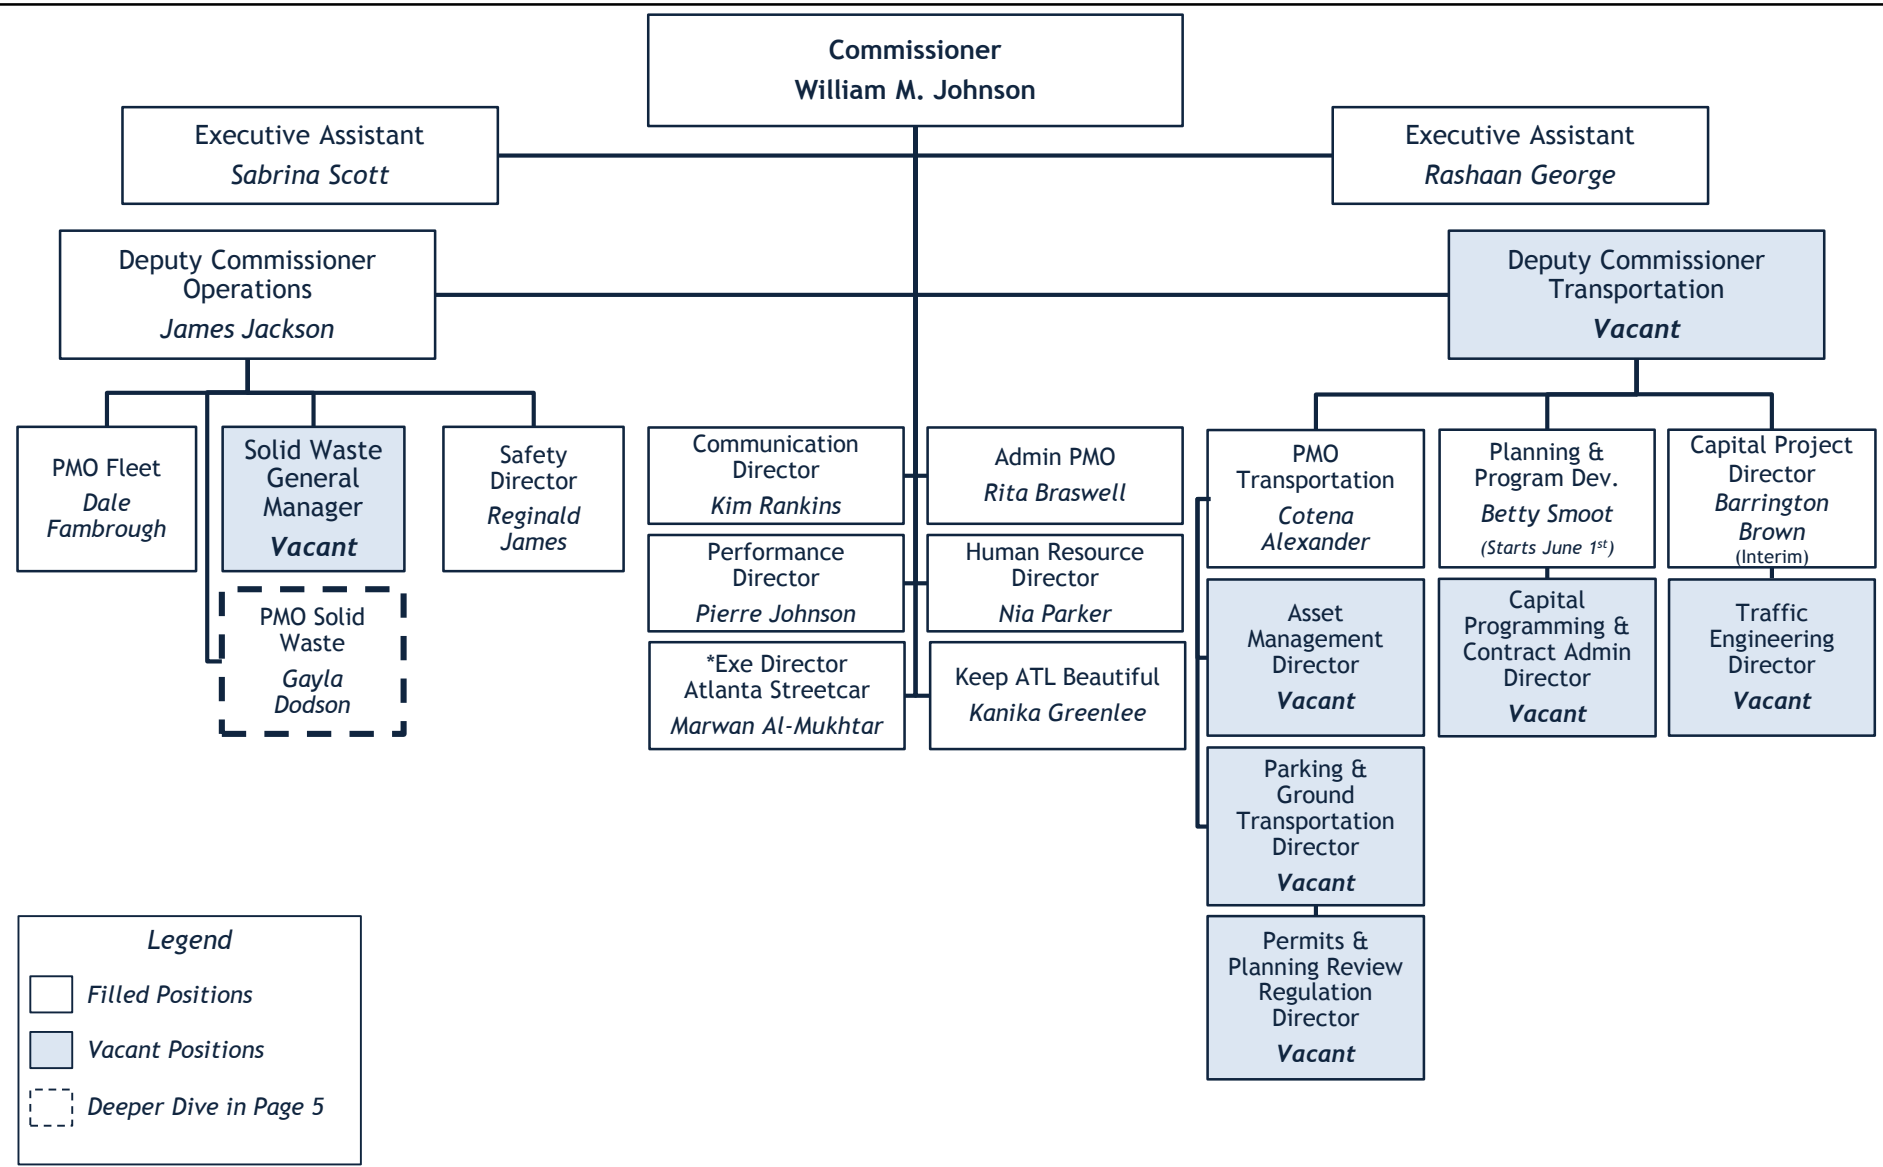 Commissioner
William M. Johnson
Executive Assistant
Sabrina Scott
Executive Assistant
Rashaan George
Deputy Commissioner
Operations
James Jackson
Deputy Commissioner
Transportation
Vacant
PMO Fleet
Dale
Fambrough
Solid Waste
General
Manager
Vacant
Safety
Director
Reginald
James
PMO Solid
Waste
Gayla
Dodson
Communication
Director
Kim Rankins
Admin PMO
Rita Braswell
Performance
Director
Pierre Johnson
Human Resource
Director
Nia Parker
*Exe Director
Atlanta Streetcar
Marwan Al-Mukhtar
Keep ATL Beautiful
Kanika Greenlee
PMO
Transportation
Cotena
Alexander
Planning &
Program Dev.
Betty Smoot
(Starts June 1st)
Capital Project
Director
Barrington
Brown
(Interim)
Asset
Management
Director
Vacant
Capital
Programming &
Contract Admin
Director
Vacant
Traffic
Engineering
Director
Vacant
Parking &
Ground
Transportation
Director
Vacant
Permits &
Planning Review
Regulation
Director
Vacant
Legend
Filled Positions
Vacant Positions
Deeper Dive in Page 5